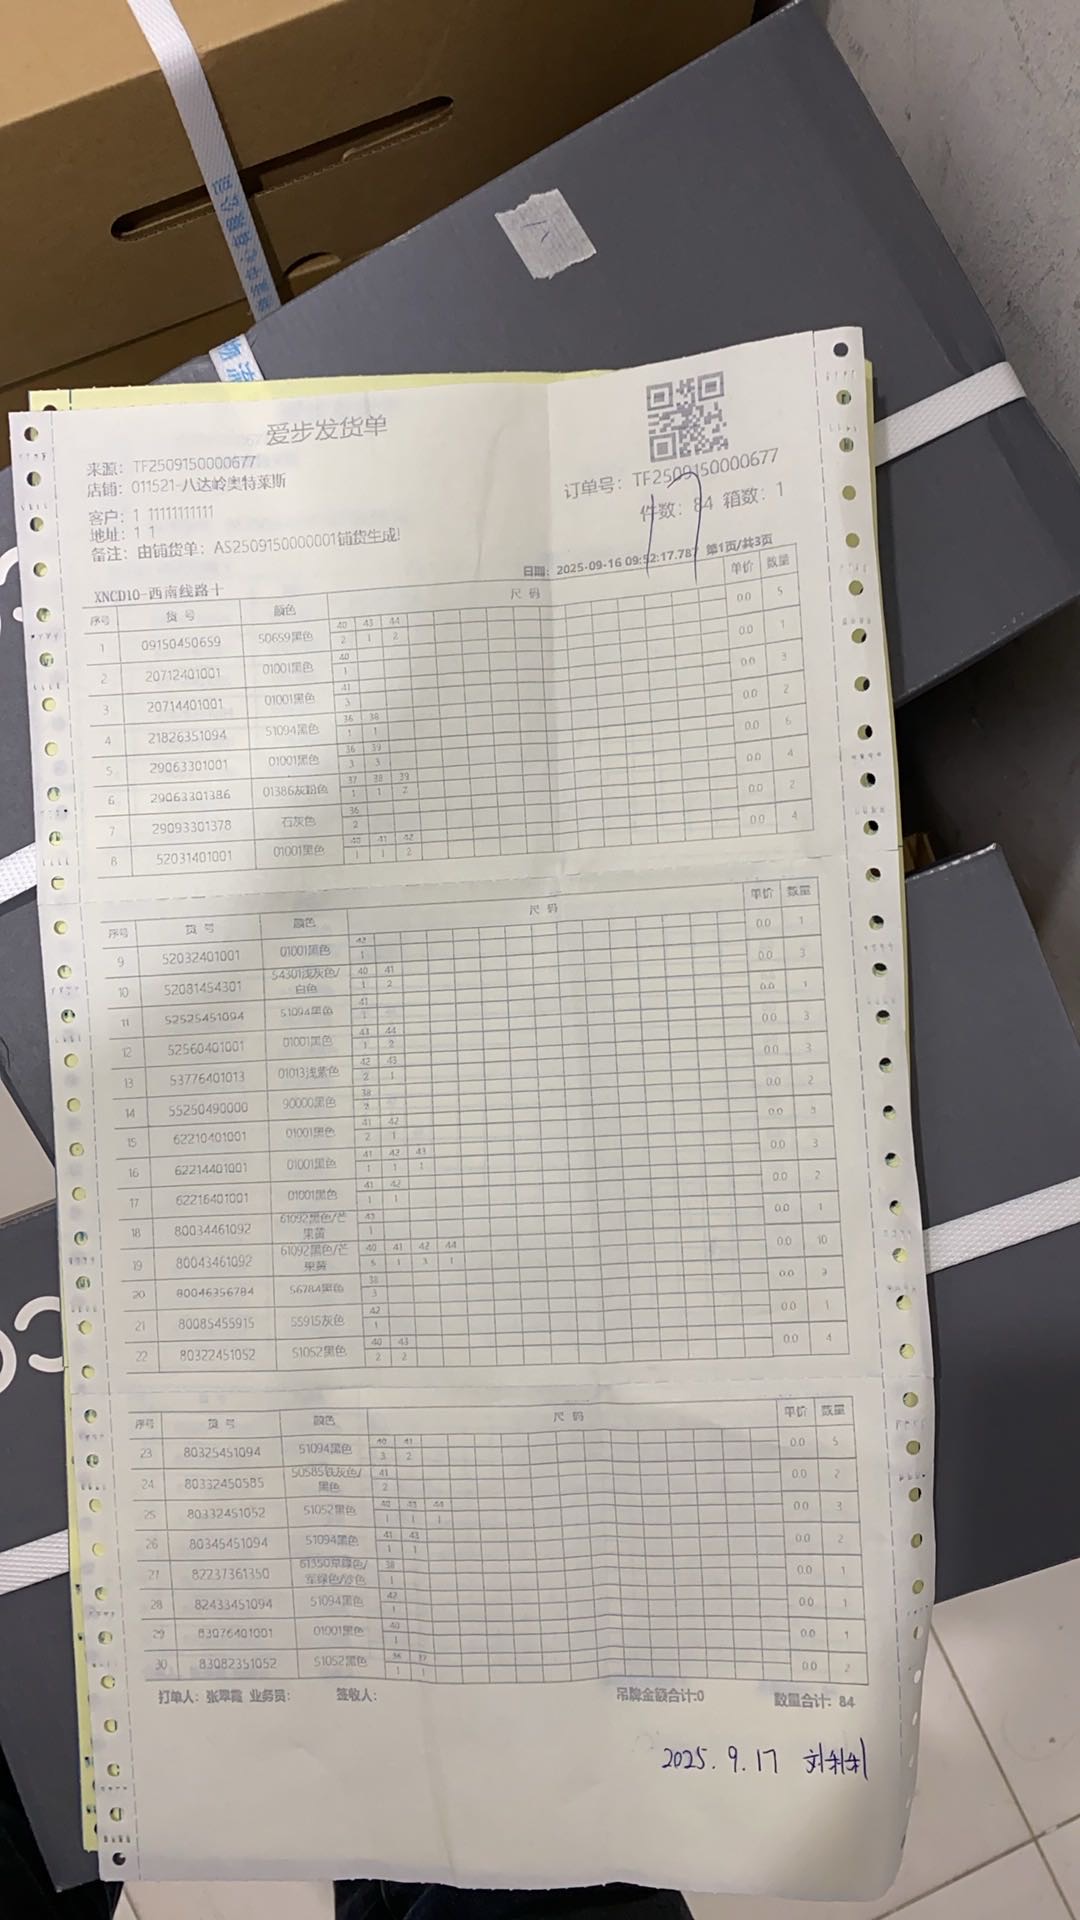 爱步发货单
来源: TF2509150000677
店铺: 011521-八达岭奥特莱斯
客户: 1 11111111111
地址: 1 1
备注: 由铺货单: AS2509150000001铺货生成!
订单号: TF2509150000677
件数: 84 箱数: 1
日期: 2025-09-16 09:52:17.787 第1页/共3页
XNCD10-西南线路十
序号 货号 颜色 尺码 单价 数量
40 43 44
1 09150450659 50659黑色 2 1 2 0.0 5
40
2 20712401001 01001黑色 1 0.0 1
41
3 20714401001 01001黑色 3 0.0 3
36 38
4 21826351094 51094黑色 1 1 0.0 2
36 39
5 29063301001 01001黑色 3 3 0.0 6
37 38 39
6 29063301386 01386灰粉色 1 1 2 0.0 4
36
7 29093301378 石灰色 2 0.0 2
40 41 42
8 52031401001 01001黑色 1 1 2 0.0 4
序号 货号 颜色 尺码 单价 数量
42
9 52032401001 01001黑色 1 0.0 1
40 41
10 52081454301 54301浅灰色/白色 1 2 0.0 3
41
11 52525451094 51094黑色 1 0.0 1
43 44
12 52560401001 01001黑色 1 2 0.0 3
42 43
13 53776401013 01013浅紫色 2 1 0.0 3
38
14 55250490000 90000黑色 2 0.0 2
41 42
15 62210401001 01001黑色 2 1 0.0 3
41 42 43
16 62214401001 01001黑色 1 1 1 0.0 3
41 42
17 62216401001 01001黑色 1 1 0.0 2
43
18 80034461092 61092黑色/芒果黄 1 0.0 1
40 41 42 44
19 80043461092 61092黑色/芒果黄 5 1 3 1 0.0 10
38
20 80046356784 56784黑色 3 0.0 3
42
21 80085455915 55915灰色 1 0.0 1
40 43
22 80322451052 51052黑色 2 2 0.0 4
序号 货号 颜色 尺码 单价 数量
40 41
23 80325451094 51094黑色 3 2 0.0 5
41
24 80332450585 50585铁灰色/黑色 2 0.0 2
40 41 44
25 80332451052 51052黑色 1 1 1 0.0 3
41 43
26 80345451094 51094黑色 1 1 0.0 2
38
27 82237361350 61350草绿色/军绿色/沙色 1 0.0 1
42
28 82433451094 51094黑色 1 0.0 1
40
29 83076401001 01001黑色 1 0.0 1
36 37
30 83082351052 51052黑色 1 1 0.0 2
打单人: 张翠霞 业务员: 签收人: 吊牌金额合计:0 数量合计: 84
2025.9.17 刘利利